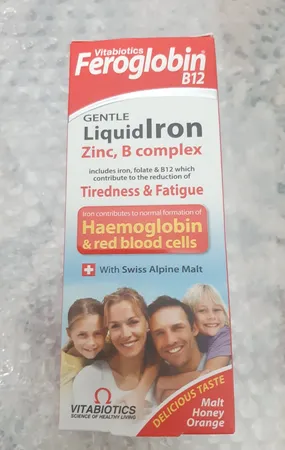 Vitabiotics
Feroglobin®
B12
GENTLE
LiquidIron
Zinc, B complex
includes iron, folate & B12 which
contribute to the reduction of
Tiredness & Fatigue
Iron contributes to normal formation of
Haemoglobin
& red blood cells
With Swiss Alpine Malt
VITABIOTICS
SCIENCE OF HEALTHY LIVING
DELICIOUS TASTE
Malt
Honey
Orange